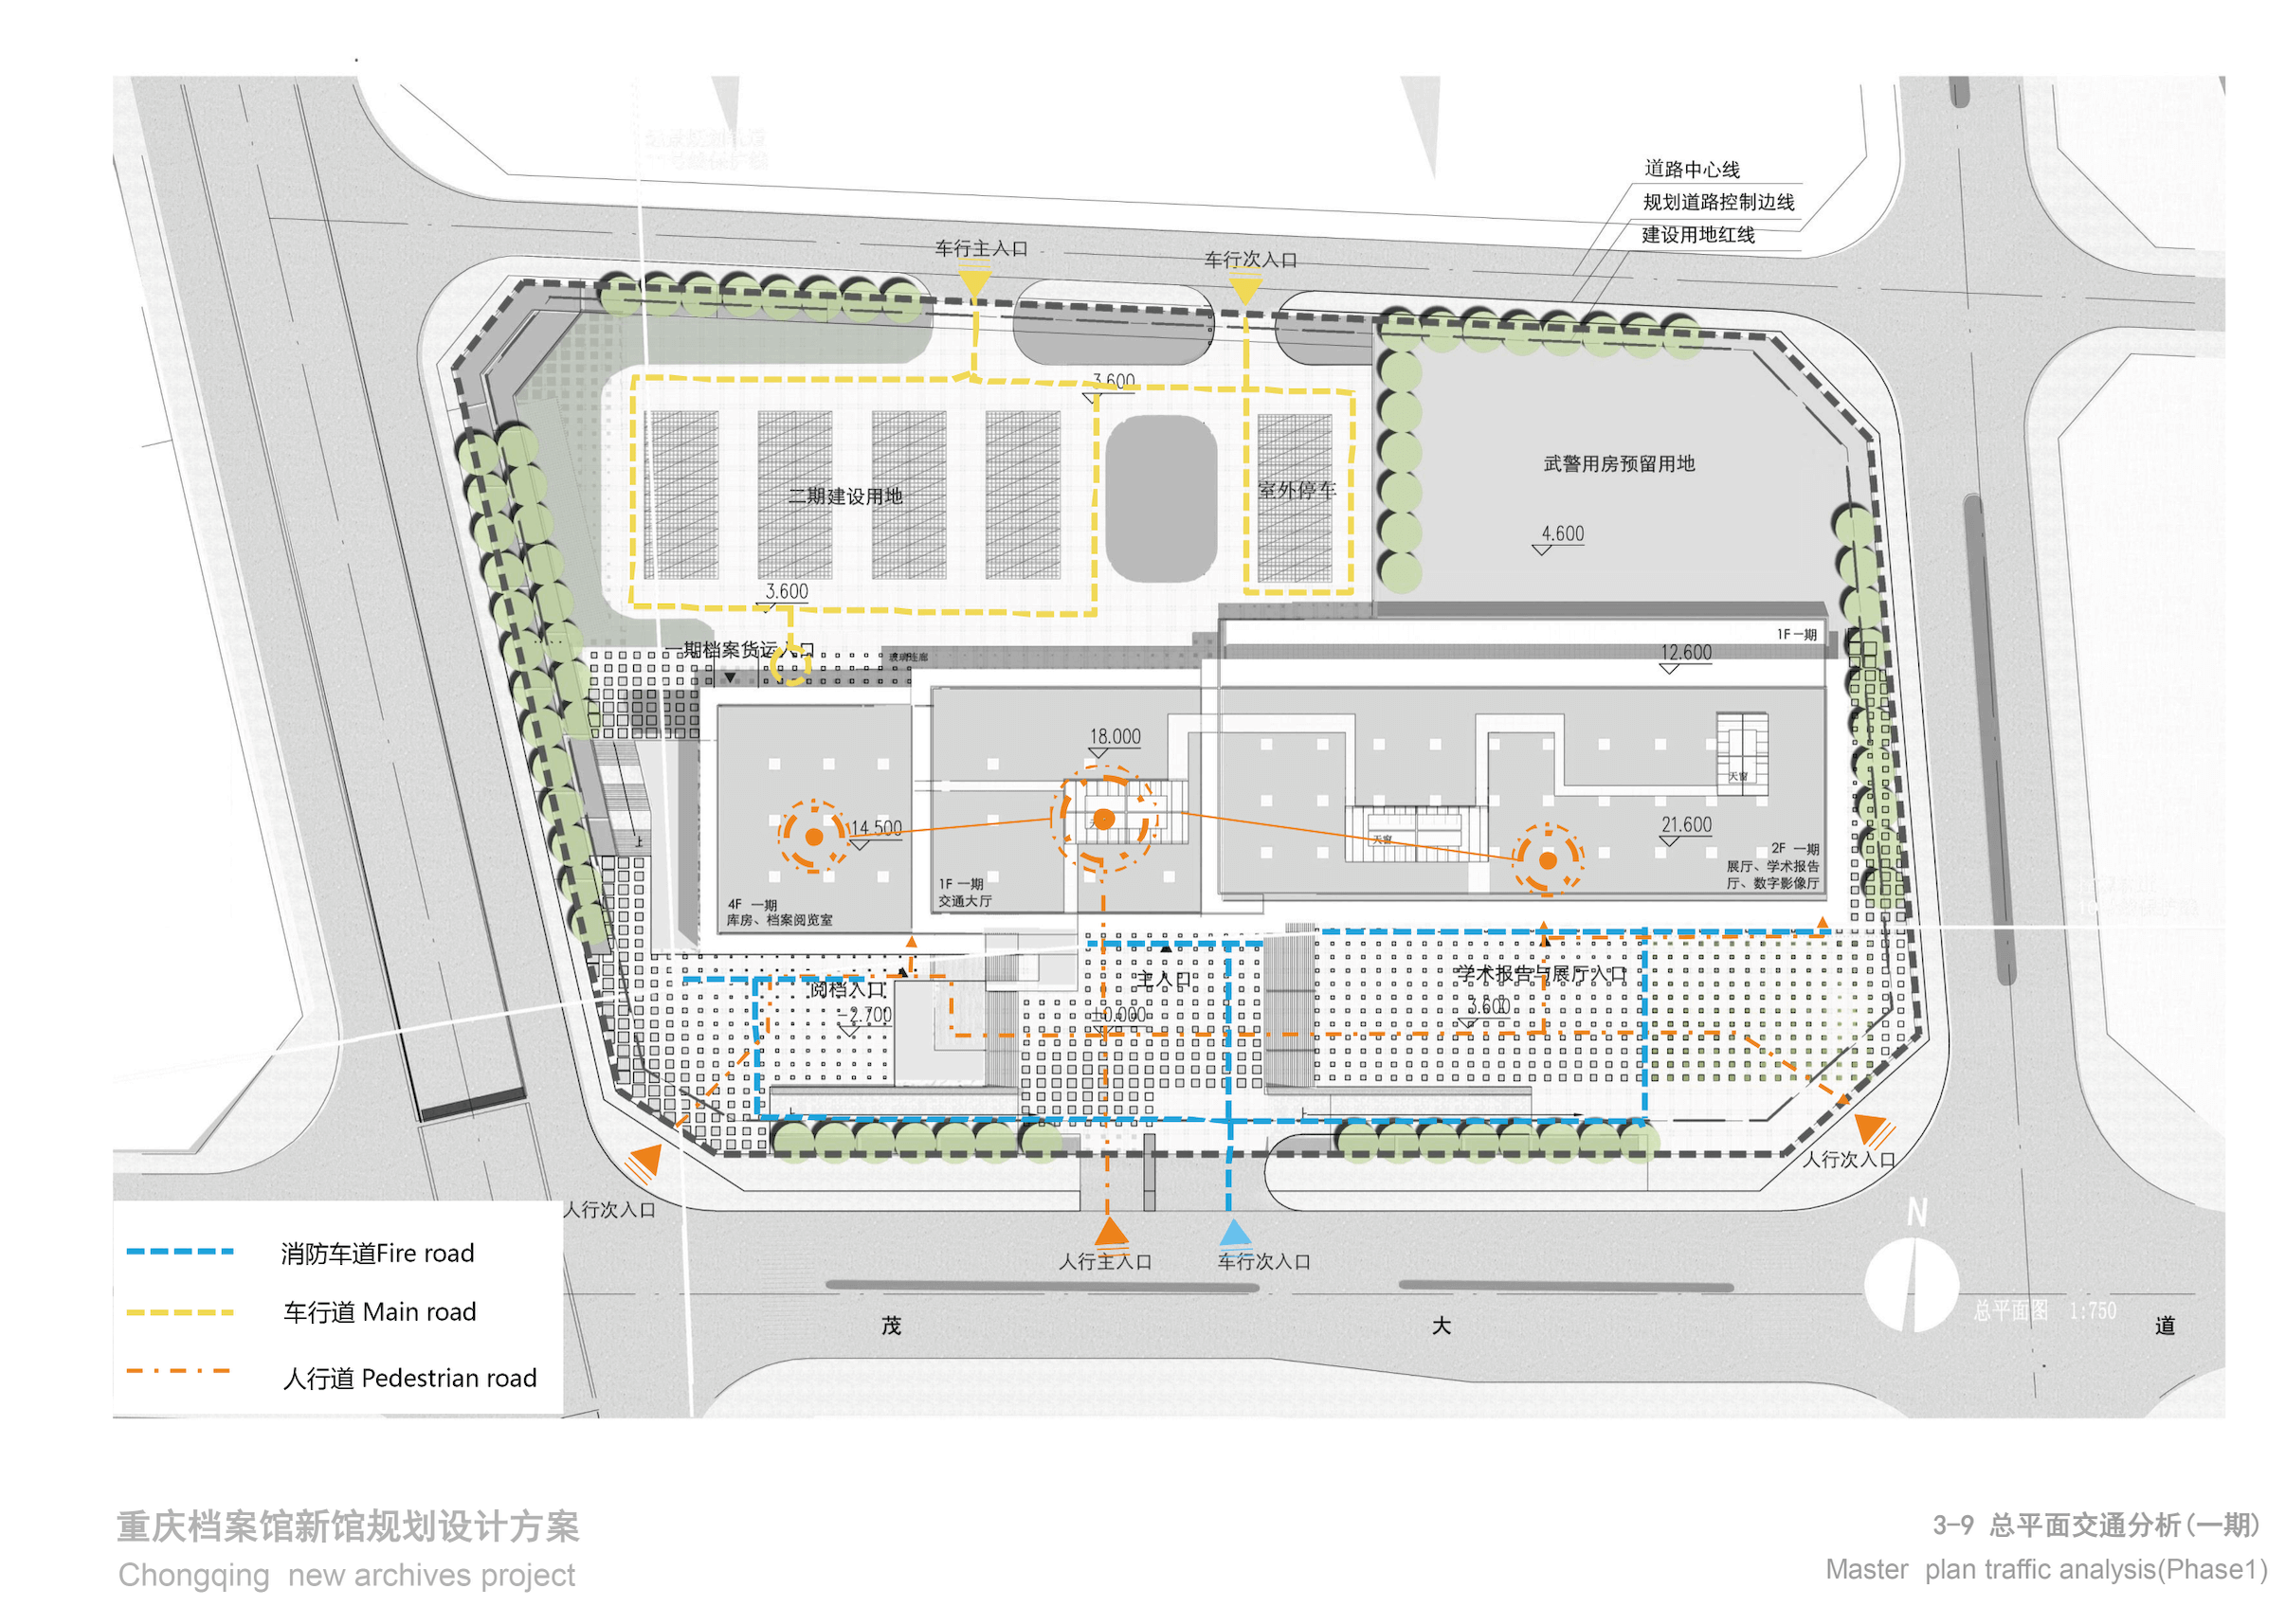 道路中心线
规划道路控制边线
建设用地红线
车行主入口
车行次入口
3.600
武警用房预留用地
二期建设用地
室外停车
4.600
3.600
1F 一期
一期档案货运入口
玻璃连廊
12.600
18.000
天窗
14.500
天窗
21.600
2F 一期
展厅、学术报告
厅、数字影像厅
1F 一期
交通大厅
4F 一期
库房、档案阅览室
上
主入口
学术报告与展厅入口
阅档入口
-2.700
±0.000
3.600
人行次入口
人行次入口
N
人行主入口
车行次入口
消防车道Fire road
车行道 Main road
人行道 Pedestrian road
总平面图 1:750
茂 大 道
重庆档案馆新馆规划设计方案
Chongqing new archives project
3-9 总平面交通分析(一期)
Master plan traffic analysis(Phase1)